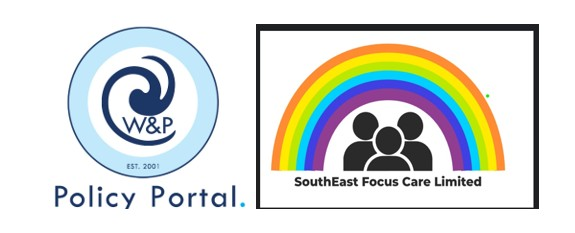 W&P
EST. 2001
Policy Portal.
SouthEast Focus Care Limited